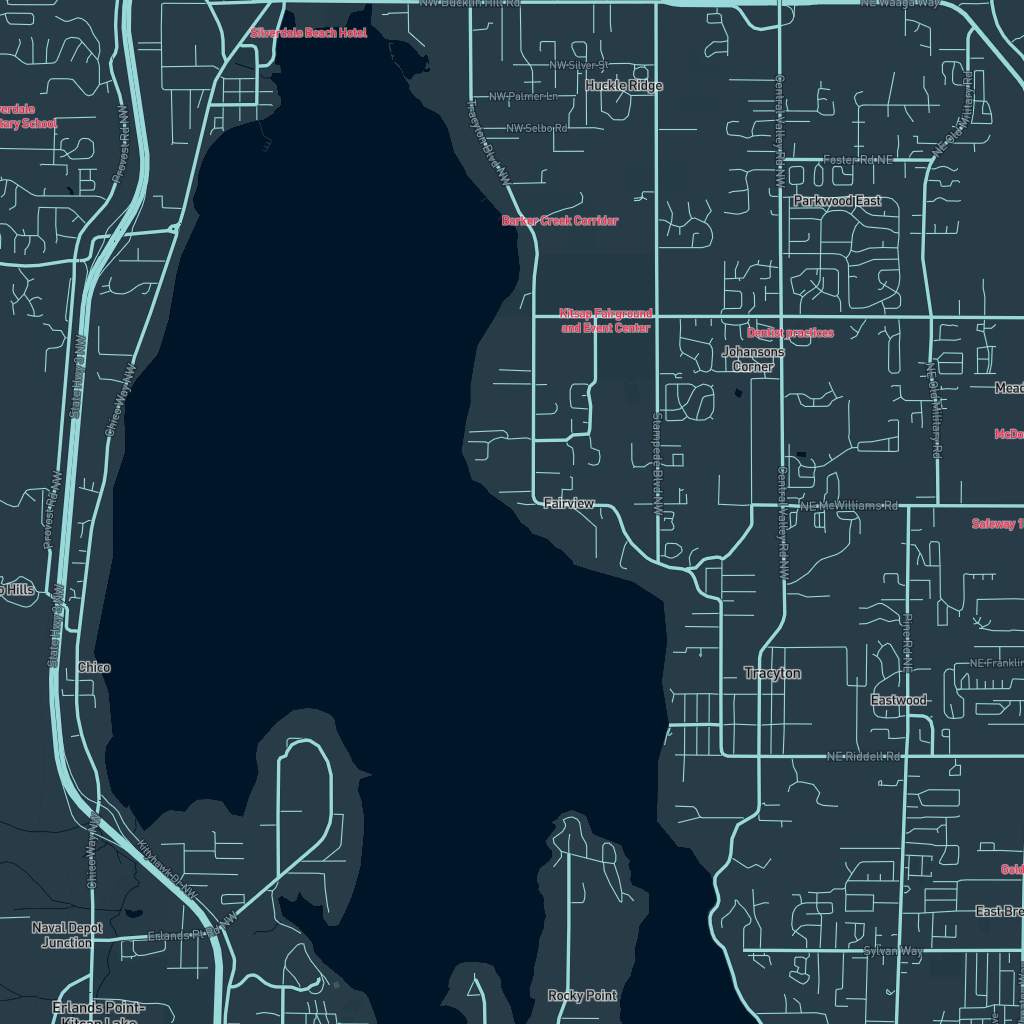 NW Bucklin Hill Rd
NE Waaga Way
Silverdale Beach Hotel
NW Silver St
Huckle Ridge
NW Palmer Ln
NW Selbo Rd
verdale
tary School
Provost Rd NW
Tracyton Blvd NW
Central Valley Rd NW
NE Old Military Rd
Foster Rd NE
Parkwood East
Barker Creek Corridor
Kitsap Fairground
and Event Center
Dentist practices
Johansons
Corner
State Hwy 3 NW
Chico Way NW
NE Old Military Rd
Mead
McDo
Stampede Blvd NW
Central Valley Rd NW
Provost Rd NW
Fairview
NE McWilliams Rd
Safeway 1
o Hills
State Hwy 3 NW
Chico
Pine Rd NE
NE Franklin
Tracyton
Eastwood
NE Riddell Rd
Chico Way NW
Kittyhawk Pl NW
Gold
East Bre
Naval Depot
Junction
Erlands Pt Rd NW
Sylvan Way
Rocky Point
Erlands Point-
Kitsap Lake